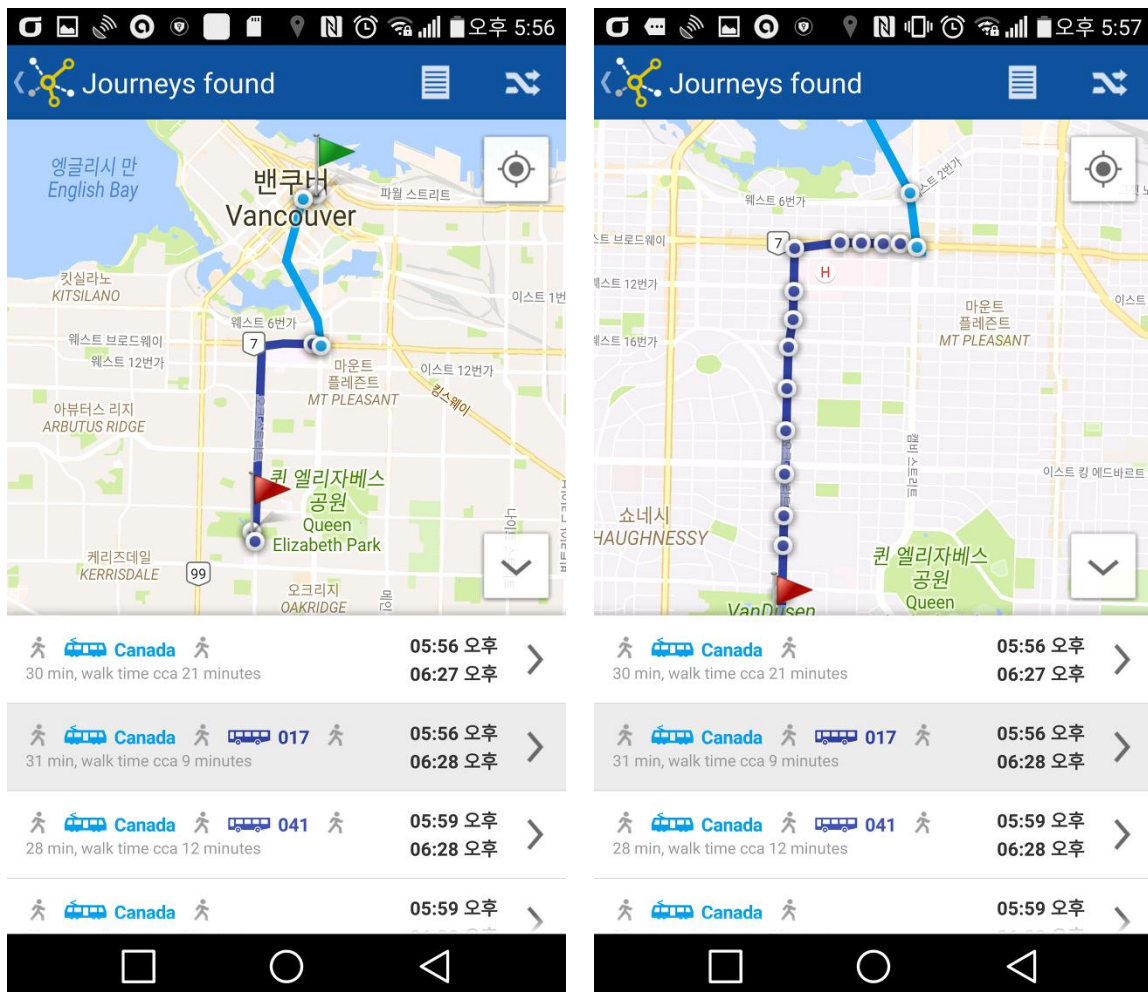 오후 5:56
Journeys found
엥글리시 만
English Bay
밴쿠버
Vancouver
파월 스트리트
킷실라노
KITSILANO
이스트 1번
웨스트 6번가
웨스트 브로드웨이
7
웨스트 12번가
마운트
플레즌트
MT PLEASANT
이스트 12번가
킹스웨이
아뷰터스 리지
ARBUTUS RIDGE
퀸 엘리자베스
공원
Queen
Elizabeth Park
케리즈데일
KERRISDALE
99
오크리지
OAKRIDGE
메인
Canada
05:56 오후
30 min, walk time cca 21 minutes
06:27 오후
Canada 017
05:56 오후
31 min, walk time cca 9 minutes
06:28 오후
Canada 041
05:59 오후
28 min, walk time cca 12 minutes
06:28 오후
Canada
05:59 오후
오후 5:57
Journeys found
웨스트 2번가
웨스트 6번가
스트 브로드웨이
7
H
스트 12번가
이스트
마운트
플레즌트
MT PLEASANT
스트 16번가
캠비 스트리트
이스트 킹 에드바르트
쇼네시
HAUGHNESSY
퀸 엘리자베스
공원
Queen
VanDusen
Canada
05:56 오후
30 min, walk time cca 21 minutes
06:27 오후
Canada 017
05:56 오후
31 min, walk time cca 9 minutes
06:28 오후
Canada 041
05:59 오후
28 min, walk time cca 12 minutes
06:28 오후
Canada
05:59 오후